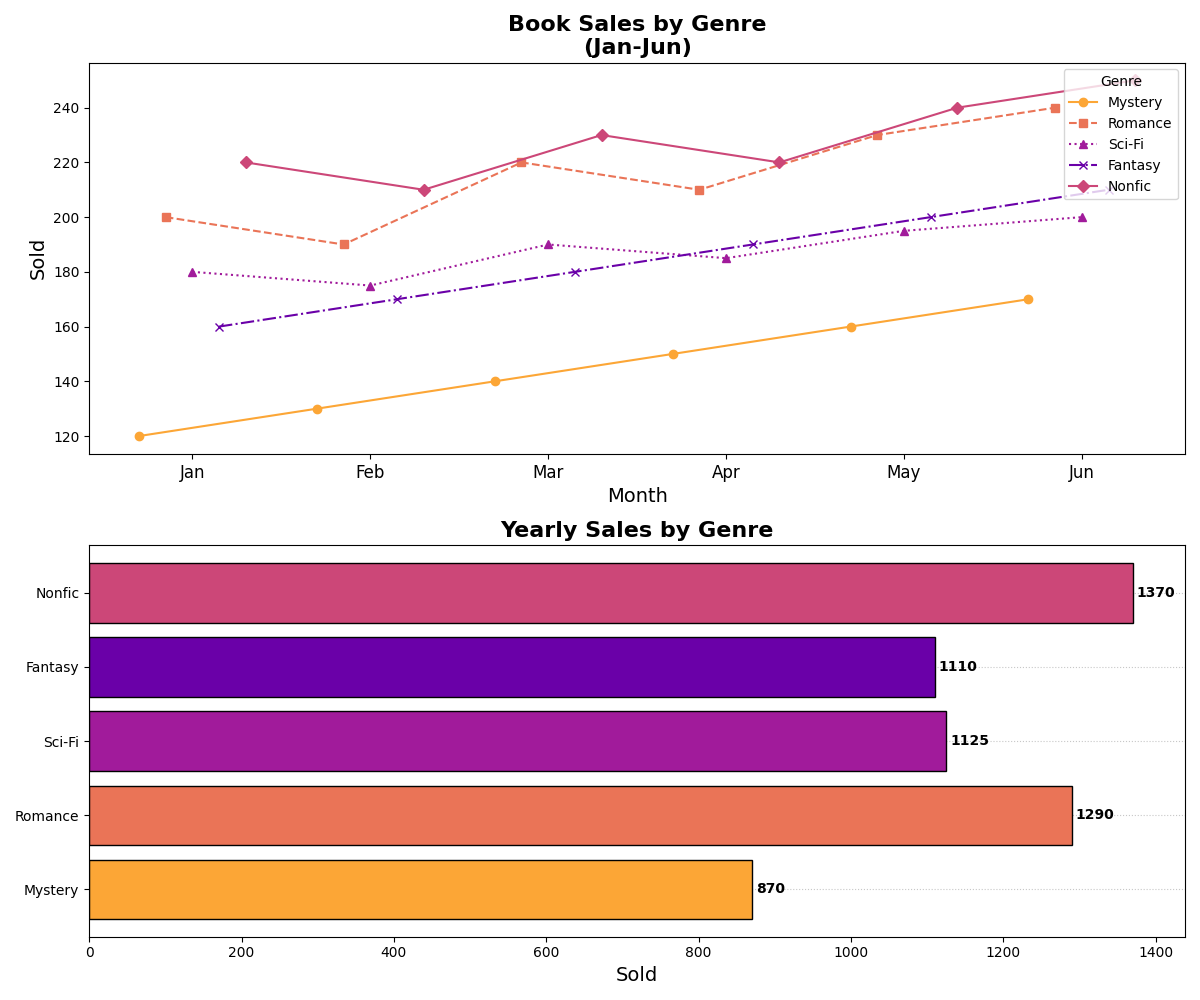 Book Sales by Genre
(Jan-Jun)
Sold
240
220
200
180
160
140
120
Genre
Mystery
Romance
Sci-Fi
Fantasy
Nonfic
Jan Feb Mar Apr May Jun
Month
Yearly Sales by Genre
Nonfic 1370
Fantasy 1110
Sci-Fi 1125
Romance 1290
Mystery 870
0 200 400 600 800 1000 1200 1400
Sold